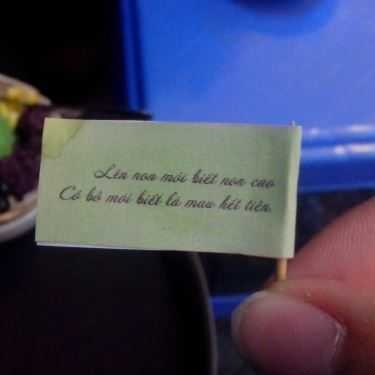 Lên non mới biết non cao
Có bồ mới biết là mau hết tiền.